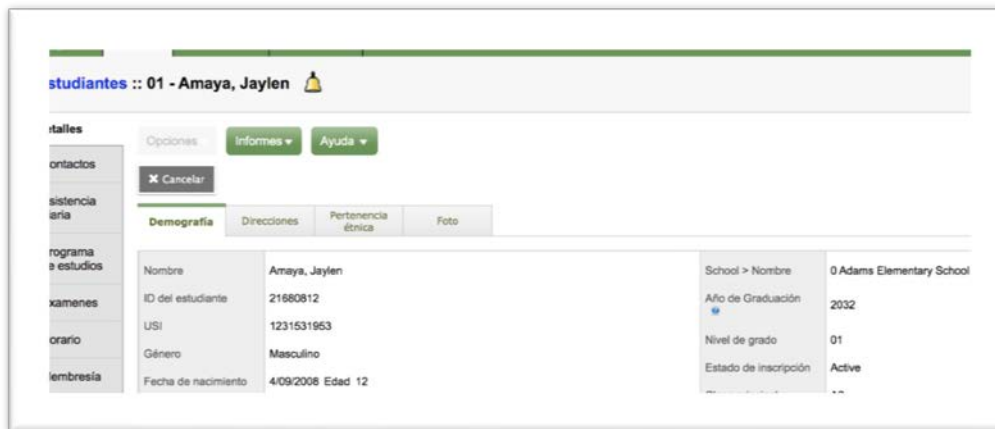 studiantes :: 01 - Amaya, Jaylen
etalles
ontactos
sistencia
iaria
rograma
e estudios
xamenes
orario
lembresía
Opciones
Informes
Ayuda
Cancelar
Demografía
Direcciones
Pertenencia
étnica
Foto
Nombre Amaya, Jaylen
ID del estudiante 21680812
USI 1231531953
Género Masculino
Fecha de nacimiento 4/09/2008 Edad 12
School > Nombre 0 Adams Elementary School
Año de Graduación 2032
Nivel de grado 01
Estado de inscripción Active